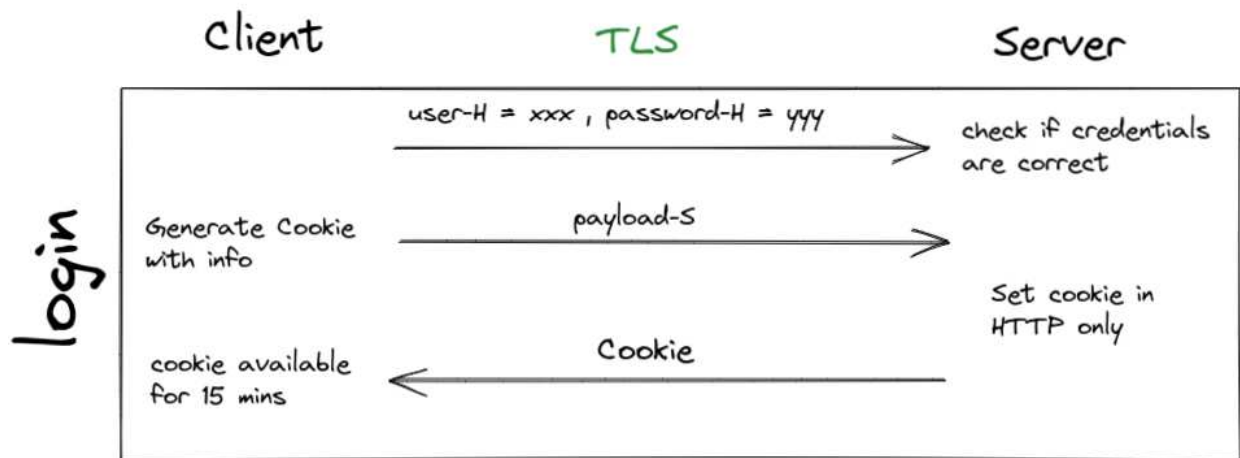 Client TLS Server
user-H = xxx , password-H = yyy
check if credentials
are correct
login
Generate Cookie
with info
payload-S
Set cookie in
HTTP only
Cookie
cookie available
for 15 mins